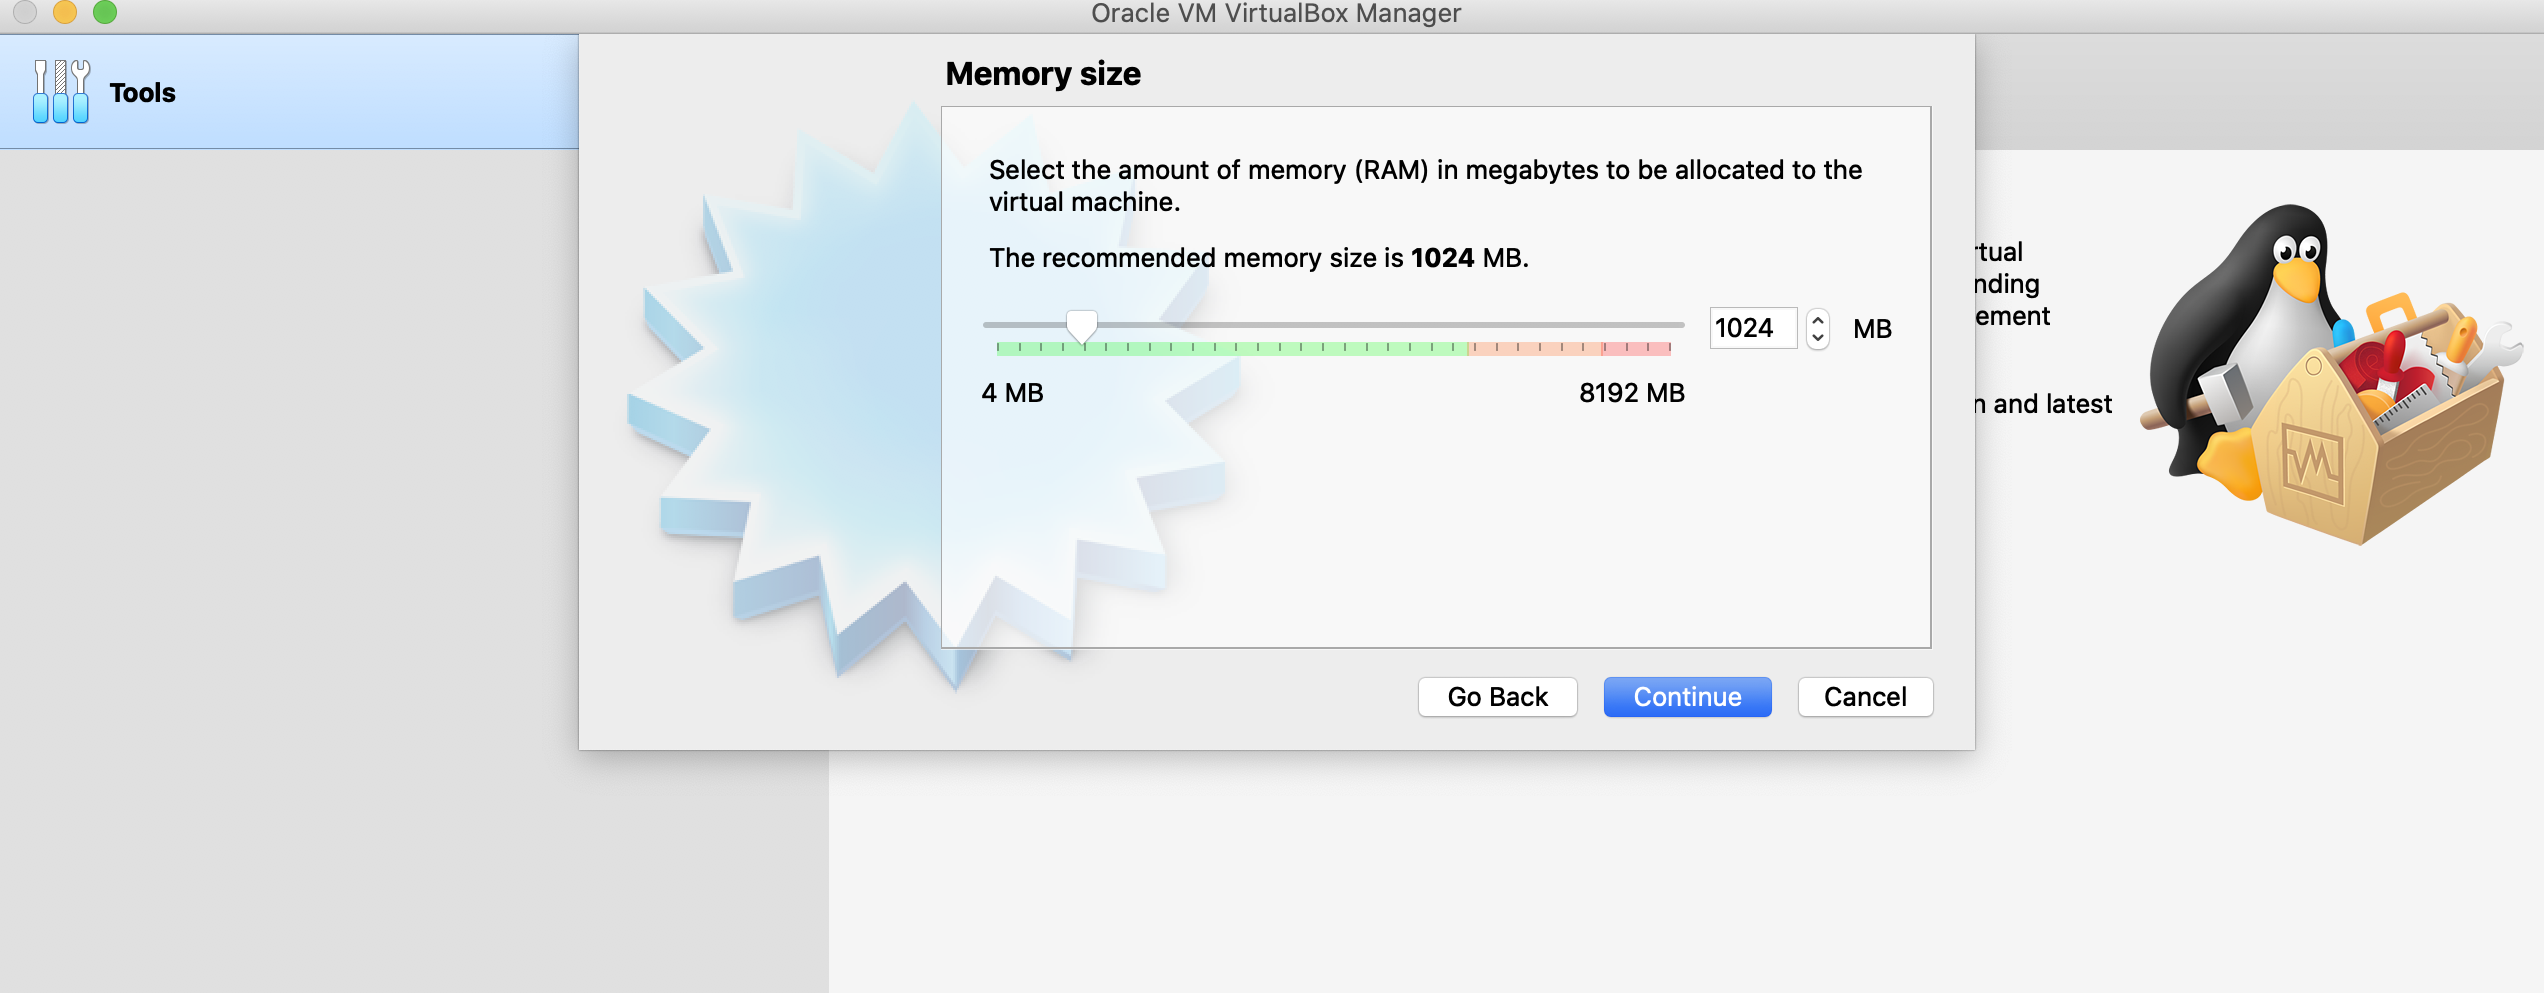 Oracle VM VirtualBox Manager
Tools
Memory size
Select the amount of memory (RAM) in megabytes to be allocated to the
virtual machine.
The recommended memory size is 1024 MB.
1024 MB
4 MB 8192 MB
Go Back Continue Cancel
rtual
nding
ement
n and latest